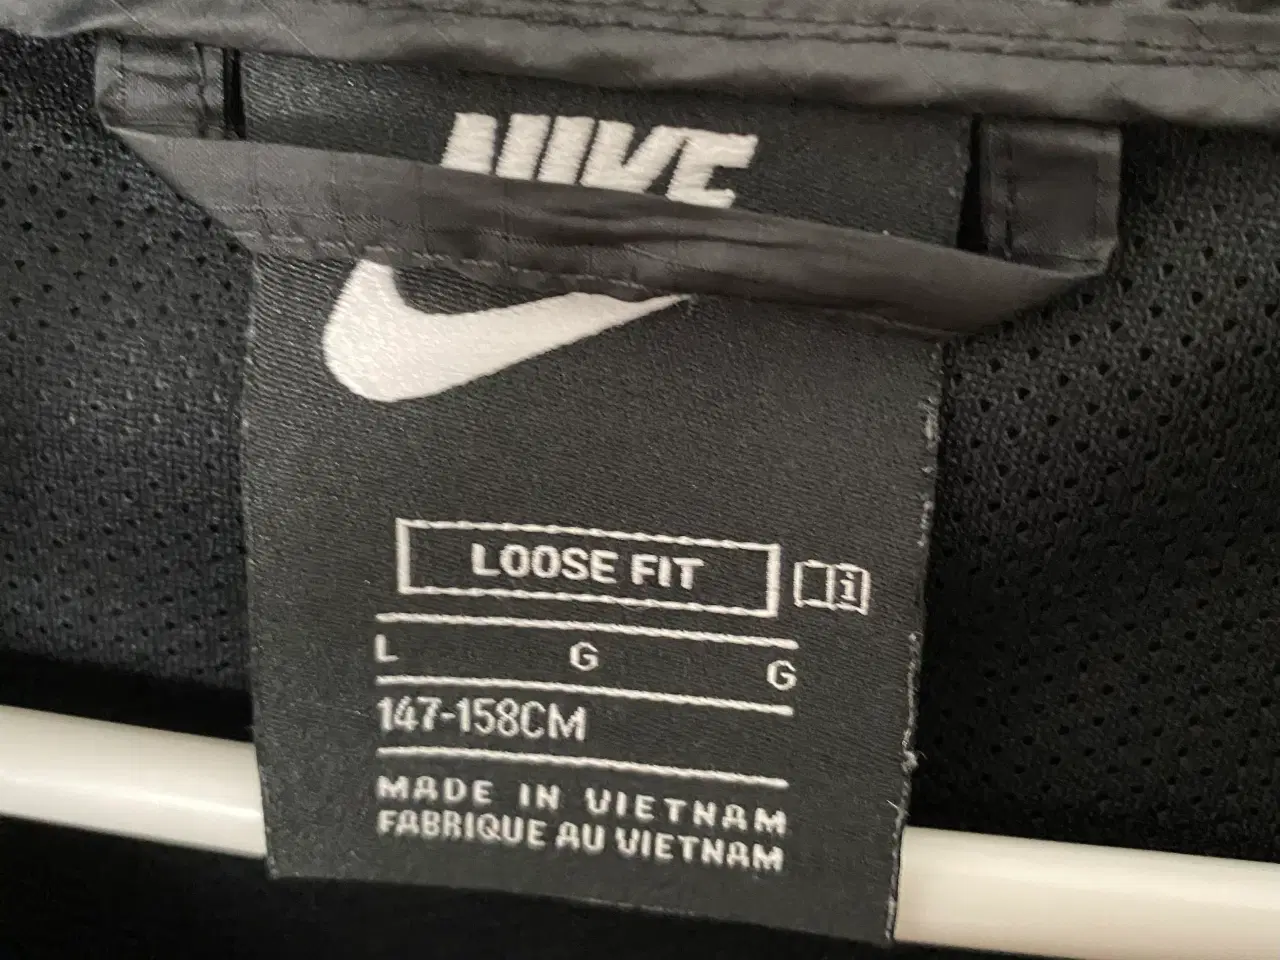 NIKE
LOOSE FIT i
L G G
147-158CM
MADE IN VIETNAM
FABRIQUE AU VIETNAM